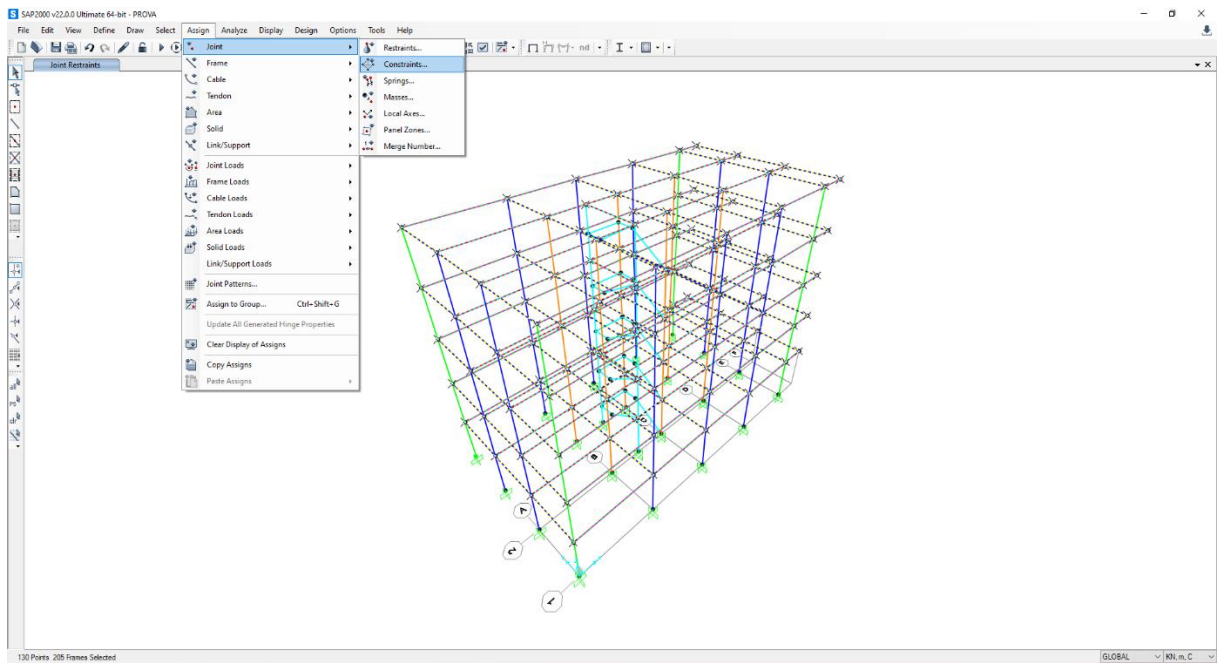 SAP2000 v22.0.0 Ultimate 64-bit - PROVA
File Edit View Define Draw Select Assign Analyze Display Design Options Tools Help
nd
Joint Restraints
Joint
Frame
Cable
Tendon
Area
Solid
Link/Support
Joint Loads
Frame Loads
Cable Loads
Tendon Loads
Area Loads
Solid Loads
Link/Support Loads
Joint Patterns...
Assign to Group... Ctrl+Shift+G
Update All Generated Hinge Properties
Clear Display of Assigns
Copy Assigns
Paste Assigns
Restraints...
Constraints...
Springs...
Masses...
Local Axes...
Panel Zones...
Merge Number...
D
B
A
2
1
130 Points 205 Frames Selected
GLOBAL KN, m, C